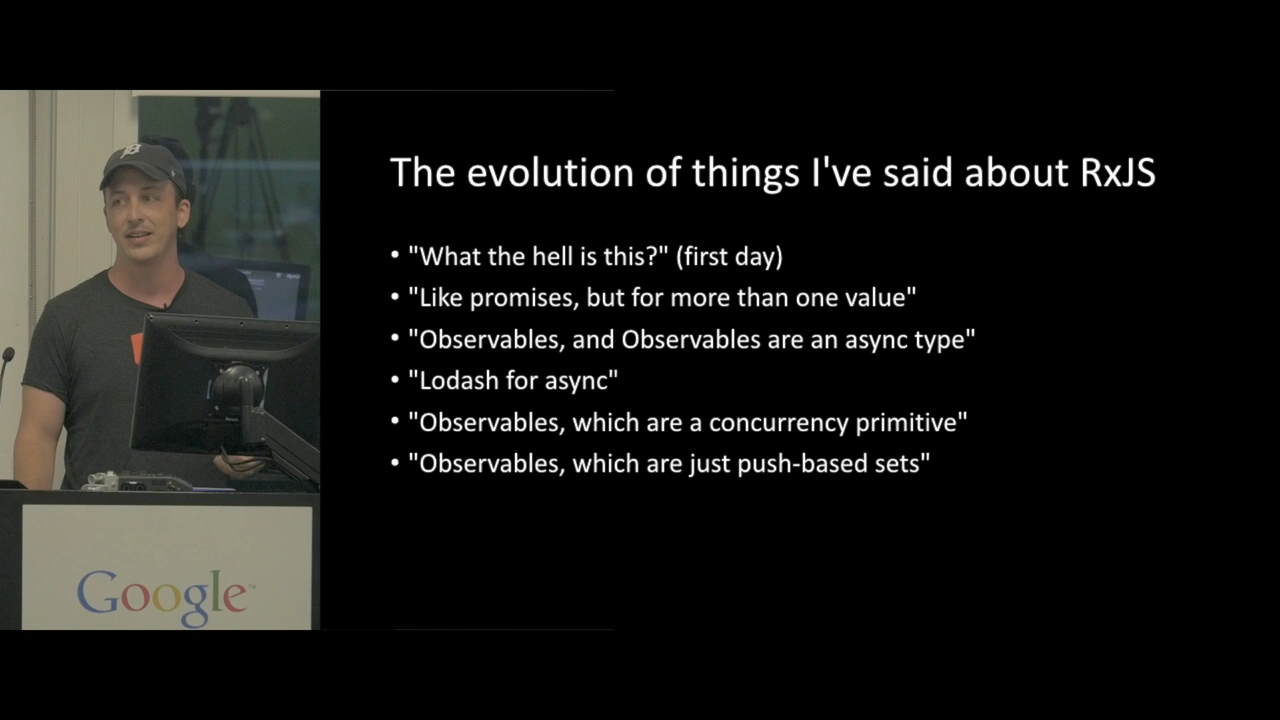 The evolution of things I've said about RxJS
• "What the hell is this?" (first day)
• "Like promises, but for more than one value"
• "Observables, and Observables are an async type"
• "Lodash for async"
• "Observables, which are a concurrency primitive"
• "Observables, which are just push-based sets"
Google